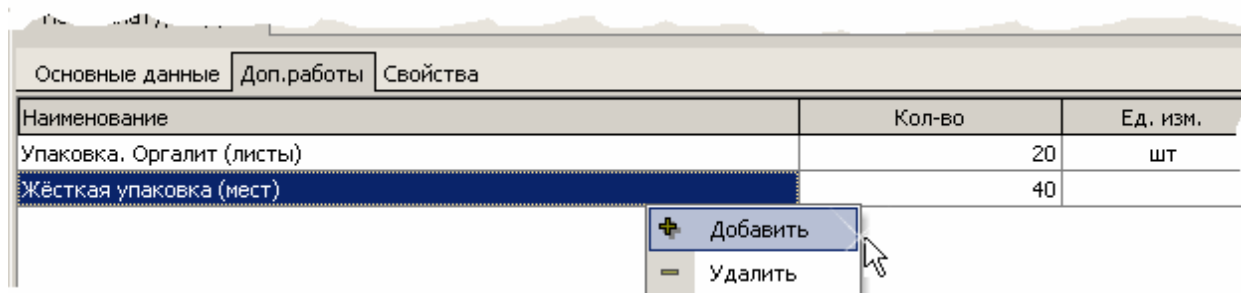 Основные данные Доп.работы Свойства
Наименование Кол-во Ед. изм.
Упаковка. Оргалит (листы) 20 шт
Жёсткая упаковка (мест) 40
Добавить
Удалить